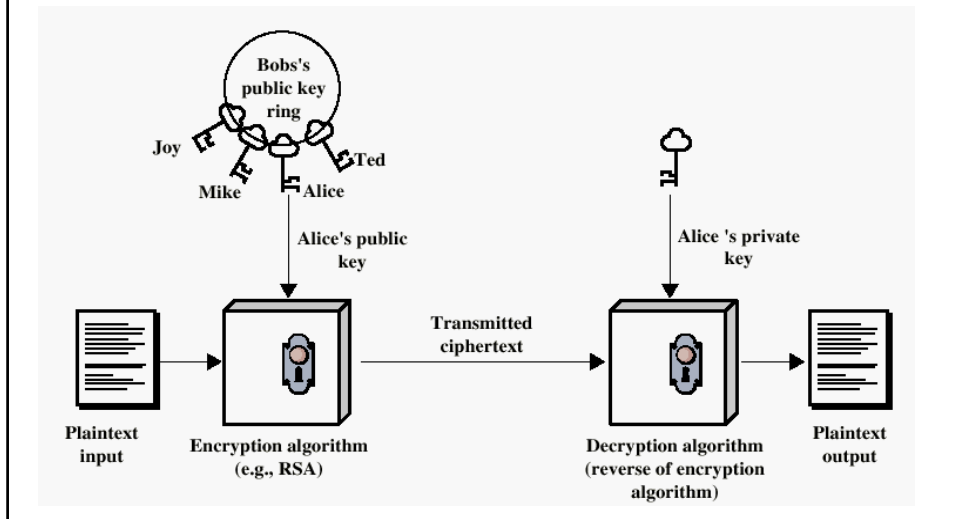 Bobs's
public key
ring
Joy
Mike
Alice
Ted
Alice's public
key
Alice 's private
key
Transmitted
ciphertext
Plaintext
input
Encryption algorithm
(e.g., RSA)
Decryption algorithm
(reverse of encryption
algorithm)
Plaintext
output